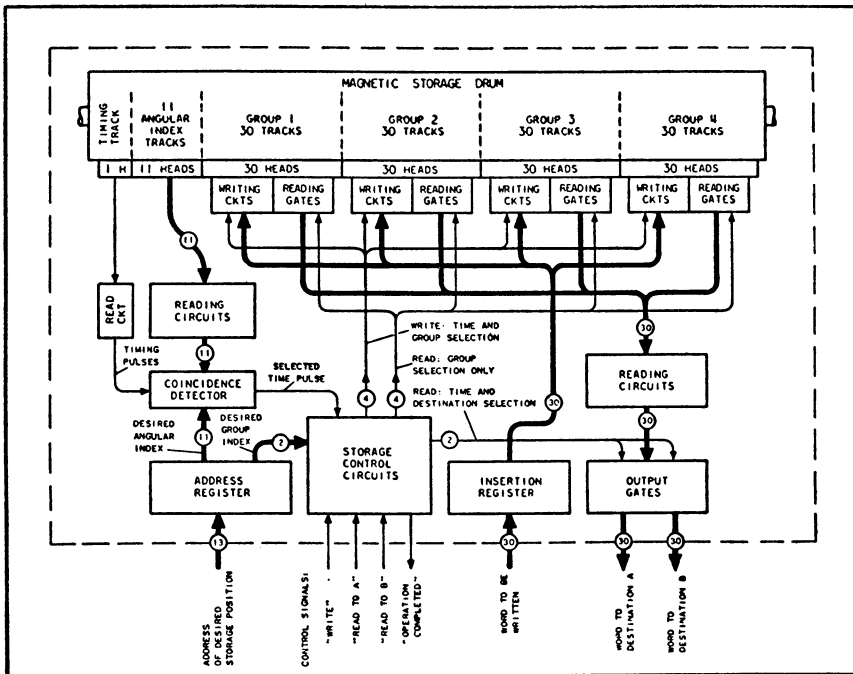 MAGNETIC STORAGE DRUM
TIMING
TRACK
11
ANGULAR
INDEX
TRACKS
GROUP 1
30 TRACKS
GROUP 2
30 TRACKS
GROUP 3
30 TRACKS
GROUP 4
30 TRACKS
1 H
11 HEADS
30 HEADS
30 HEADS
30 HEADS
30 HEADS
WRITING
CKTS
READING
GATES
WRITING
CKTS
READING
GATES
WRITING
CKTS
READING
GATES
WRITING
CKTS
READING
GATES
11
READ
CKT
READING
CIRCUITS
WRITE: TIME AND
GROUP SELECTION
30
TIMING
PULSES
11
SELECTED
TIME PULSE
READ: GROUP
SELECTION ONLY
READING
CIRCUITS
COINCIDENCE
DETECTOR
4
4
READ: TIME AND
DESTINATION SELECTION
30
DESIRED
ANGULAR
INDEX
11
DESIRED
GROUP
INDEX
2
STORAGE
CONTROL
CIRCUITS
2
30
ADDRESS
REGISTER
INSERTION
REGISTER
OUTPUT
GATES
13
30
30
30
ADDRESS
OF DESIRED
STORAGE POSITION
CONTROL SIGNALS:
"WRITE"
"READ TO A"
"READ TO B"
"OPERATION
COMPLETED"
WORD TO BE
WRITTEN
WORD TO
DESTINATION A
WORD TO
DESTINATION B